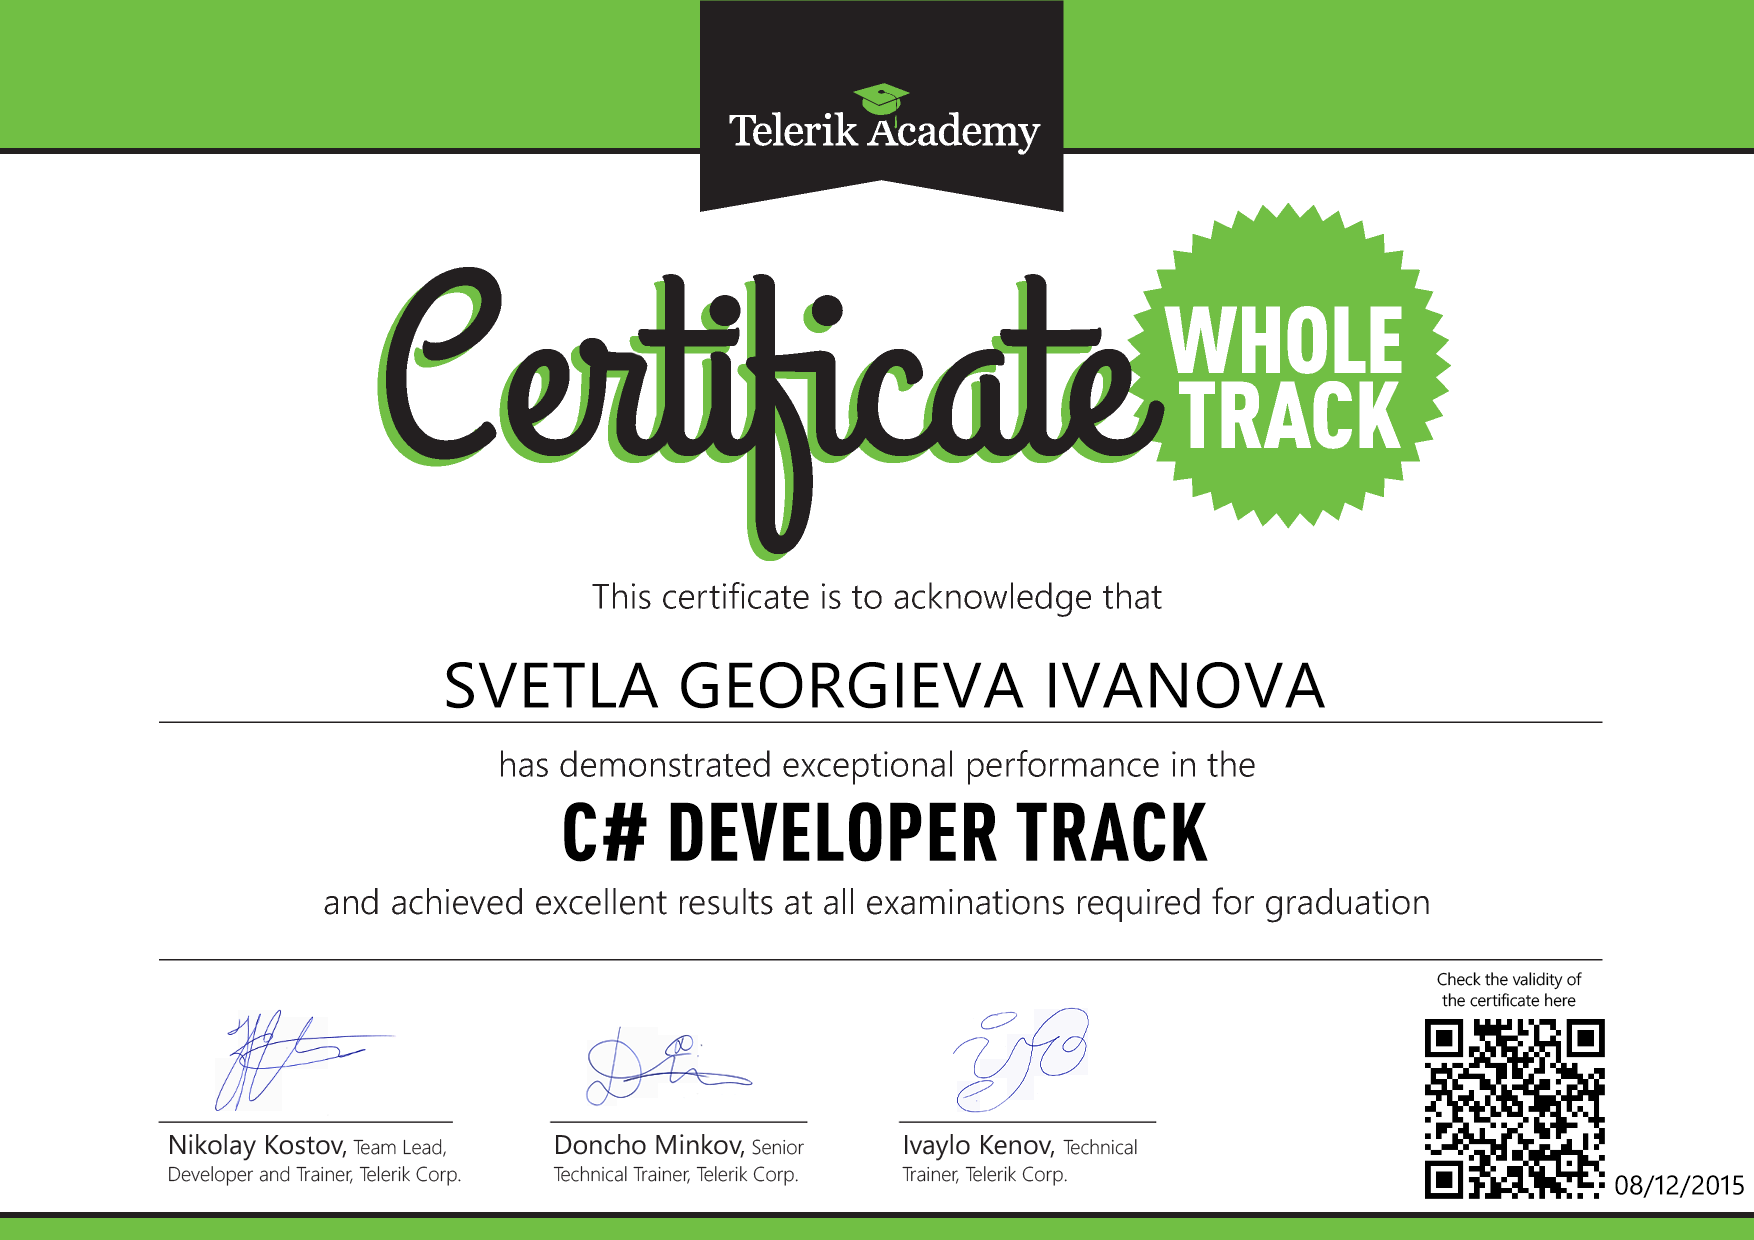 Telerik Academy
Certificate
WHOLE
TRACK
This certificate is to acknowledge that
SVETLA GEORGIEVA IVANOVA
has demonstrated exceptional performance in the
C# DEVELOPER TRACK
and achieved excellent results at all examinations required for graduation
Check the validity of
the certificate here
Nikolay Kostov, Team Lead,
Developer and Trainer, Telerik Corp.
Doncho Minkov, Senior
Technical Trainer, Telerik Corp.
Ivaylo Kenov, Technical
Trainer, Telerik Corp.
08/12/2015